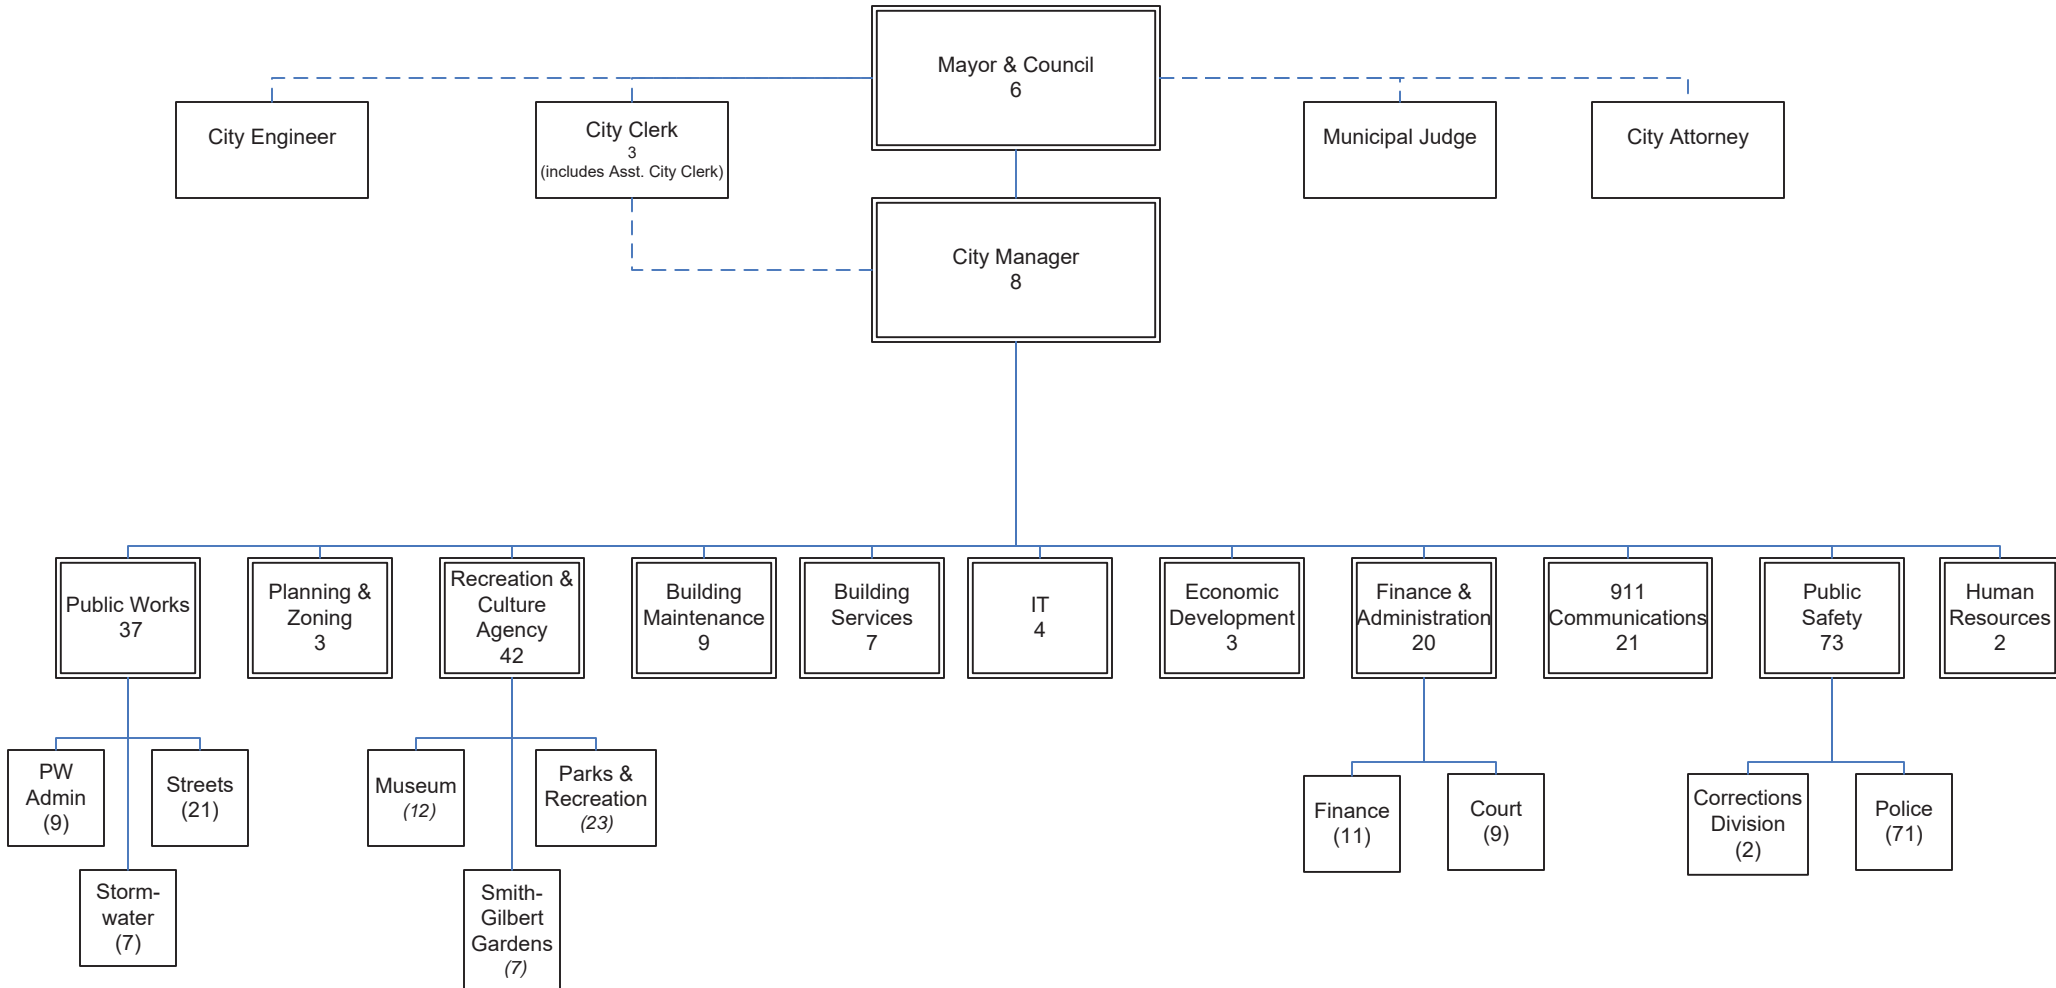 Mayor & Council
6
City Engineer
City Clerk
3
(includes Asst. City Clerk)
Municipal Judge
City Attorney
City Manager
8
Public Works
37
Planning &
Zoning
3
Recreation &
Culture
Agency
42
Building
Maintenance
9
Building
Services
7
IT
4
Economic
Development
3
Finance &
Administration
20
911
Communications
21
Public
Safety
73
Human
Resources
2
PW
Admin
(9)
Streets
(21)
Storm-
water
(7)
Museum
(12)
Parks &
Recreation
(23)
Smith-
Gilbert
Gardens
(7)
Finance
(11)
Court
(9)
Corrections
Division
(2)
Police
(71)